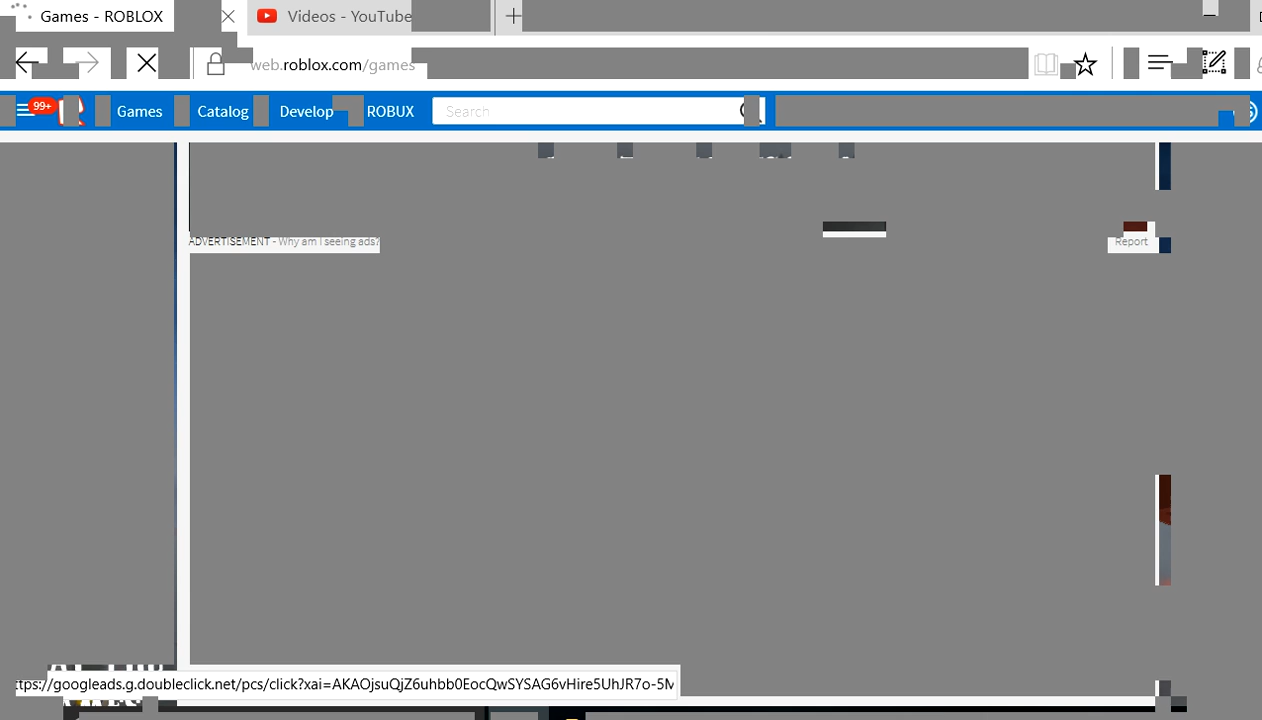 Games - ROBLOX
Videos - YouTube
web.roblox.com/games
99+
Games
Catalog
Develop
ROBUX
Search
ADVERTISEMENT - Why am I seeing ads?
Report
tps://googleads.g.doubleclick.net/pcs/click?xai=AKAOjsuQjZ6uhbb0EocQwSYSAG6vHire5UhJR7o-5M